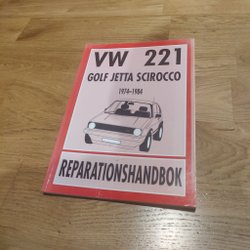 VW 221
GOLF JETTA SCIROCCO
1974-1984
REPARATIONSHANDBOK